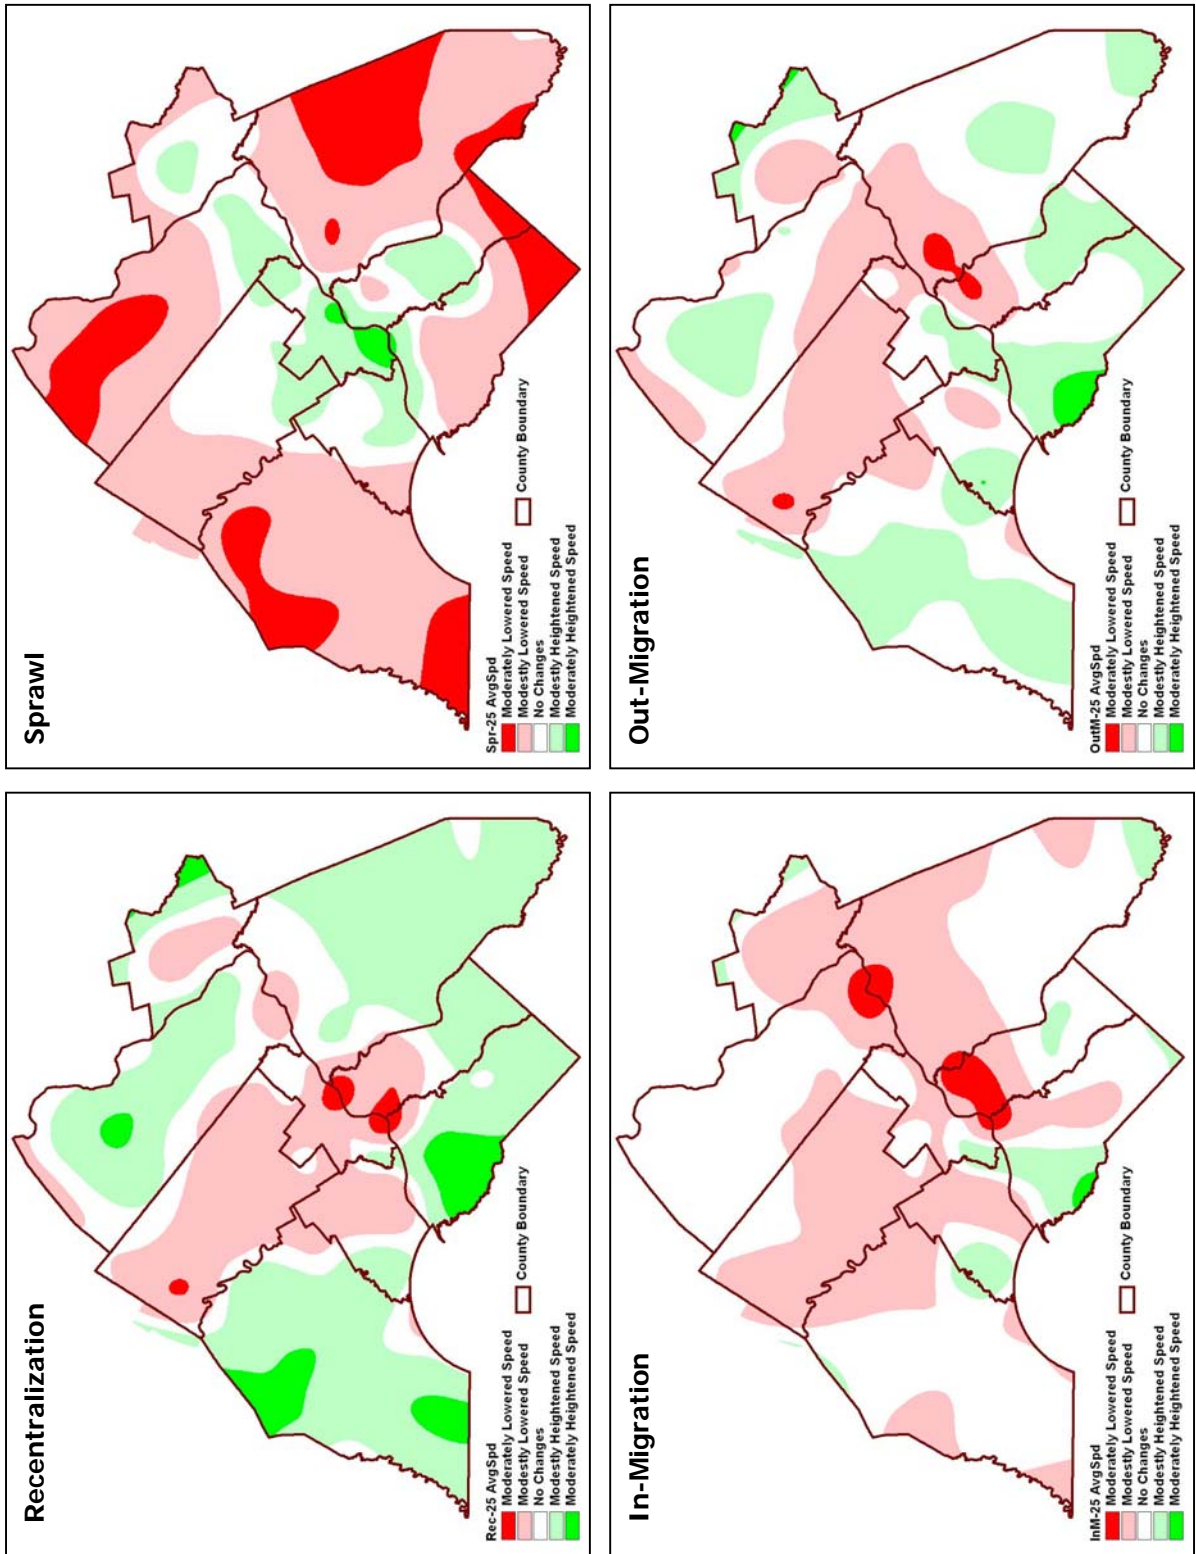 Recentralization
Rec-25 AvgSpd
Moderately Lowered Speed
Modestly Lowered Speed
No Changes
Modestly Heightened Speed
Moderately Heightened Speed
County Boundary
Sprawl
Spr-25 AvgSpd
Moderately Lowered Speed
Modestly Lowered Speed
No Changes
Modestly Heightened Speed
Moderately Heightened Speed
County Boundary
In-Migration
InM-25 AvgSpd
Moderately Lowered Speed
Modestly Lowered Speed
No Changes
Modestly Heightened Speed
Moderately Heightened Speed
County Boundary
Out-Migration
OutM-25 AvgSpd
Moderately Lowered Speed
Modestly Lowered Speed
No Changes
Modestly Heightened Speed
Moderately Heightened Speed
County Boundary